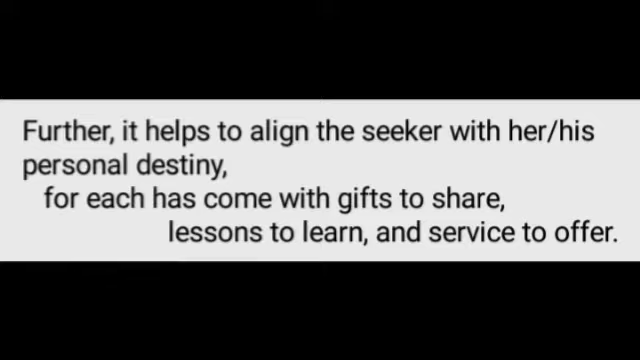 Further, it helps to align the seeker with her/his
personal destiny,
for each has come with gifts to share,
lessons to learn, and service to offer.